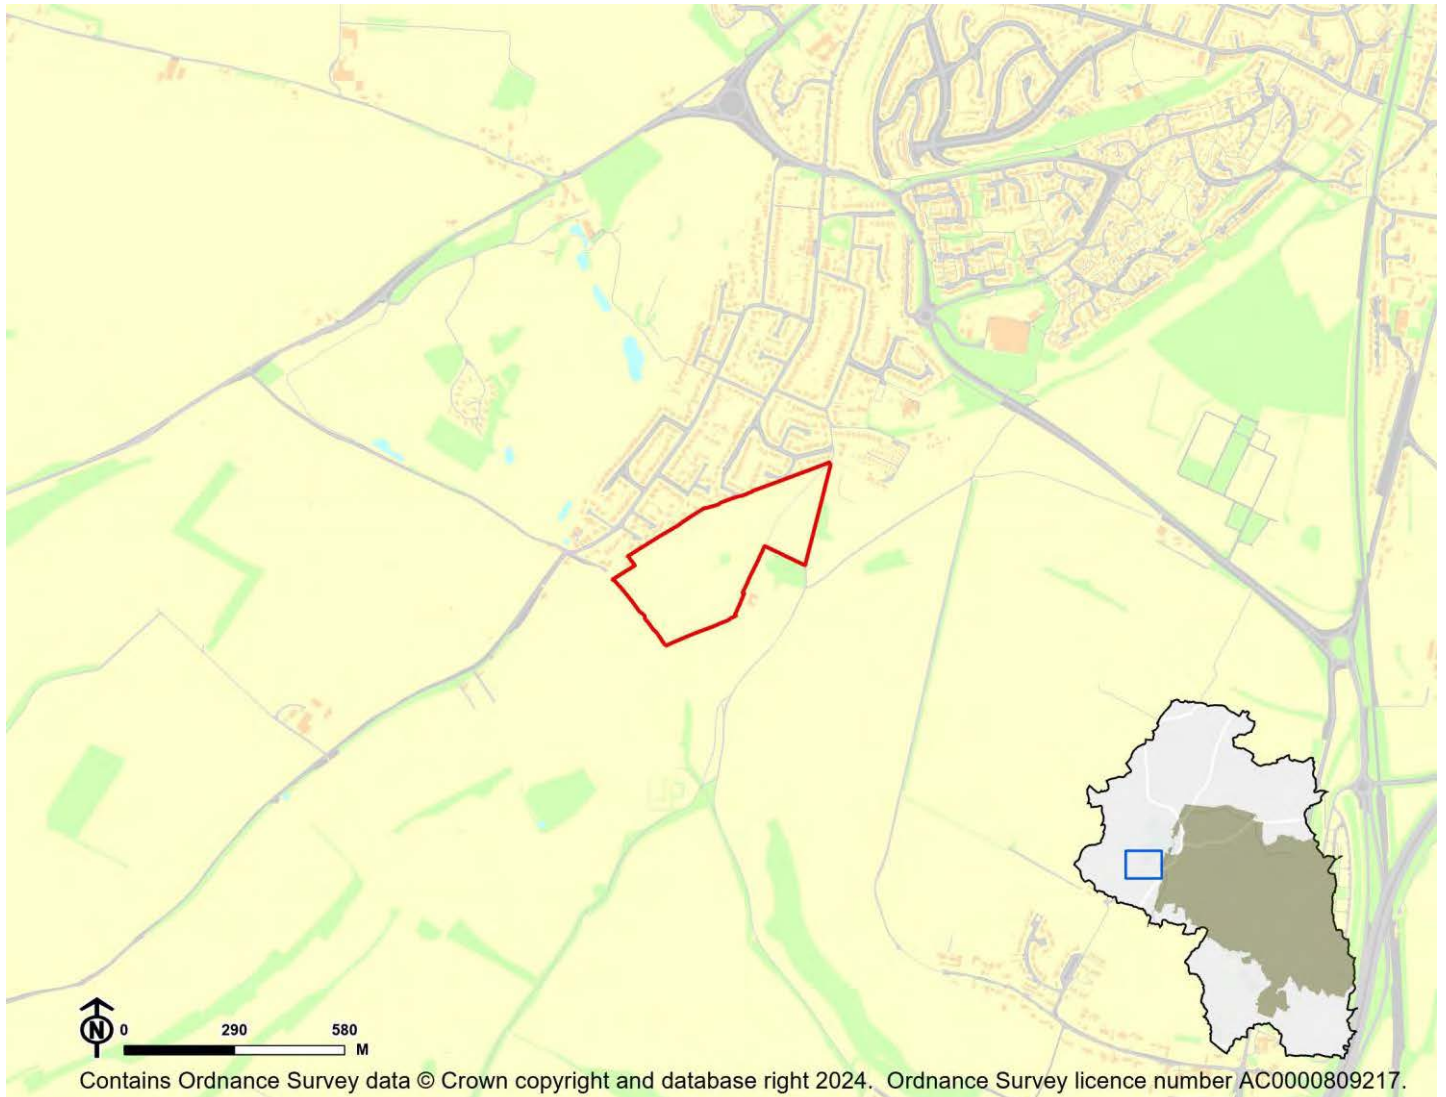 N
0 290 580
M
Contains Ordnance Survey data © Crown copyright and database right 2024. Ordnance Survey licence number AC0000809217.